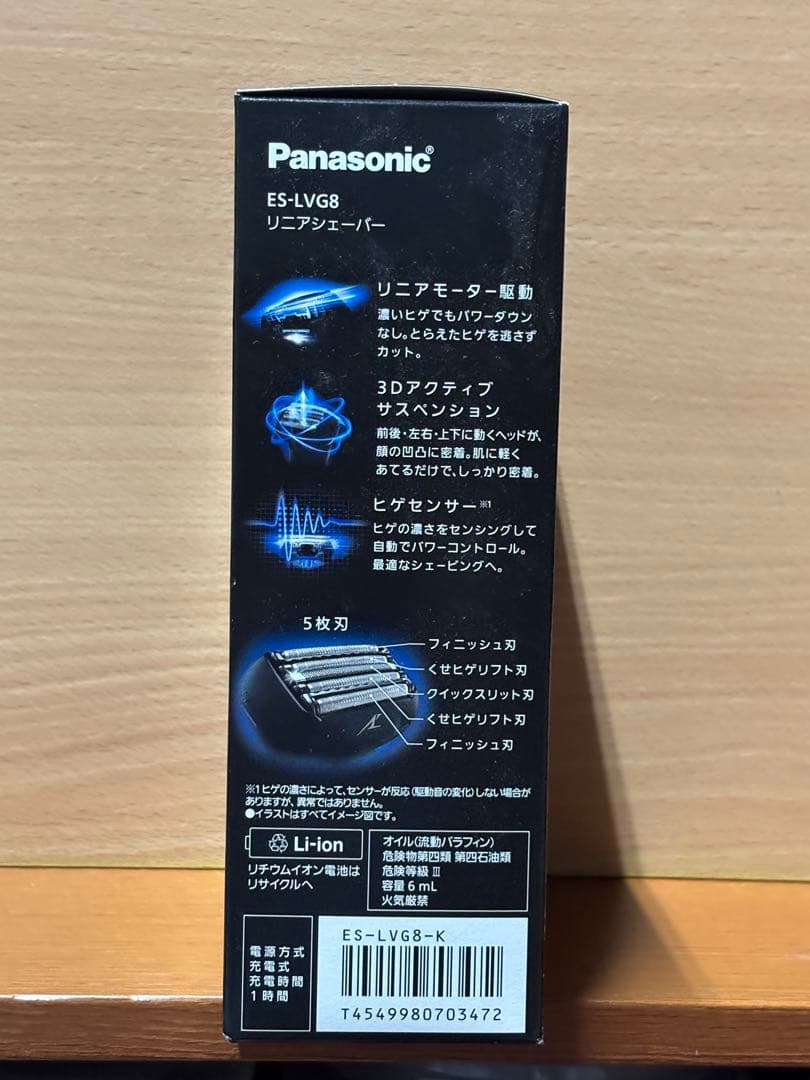 Panasonic®
ES-LVG8
リニアシェーバー
リニアモーター駆動
濃いヒゲでもパワーダウン
なし。とらえたヒゲを逃さず
カット。
3Dアクティブ
サスペンション
前後・左右・上下に動くヘッドが、
顔の凹凸に密着。肌に軽く
あてるだけで、しっかり密着。
ヒゲセンサー※1
ヒゲの濃さをセンシングして
自動でパワーコントロール。
最適なシェービングへ。
5枚刃
フィニッシュ刃
くせヒゲリフト刃
クイックスリット刃
くせヒゲリフト刃
フィニッシュ刃
※1ヒゲの濃さによって、センサーが反応(駆動音の変化)しない場合が
ありますが、異常ではありません。
●イラストはすべてイメージ図です。
Li-ion
リチウムイオン電池は
リサイクルへ
オイル(流動パラフィン)
危険物第四類 第四石油類
危険等級 Ⅲ
容量 6 mL
火気厳禁
電源方式
充電式
充電時間
1時間
ES-LVG8-K
T4549980703472